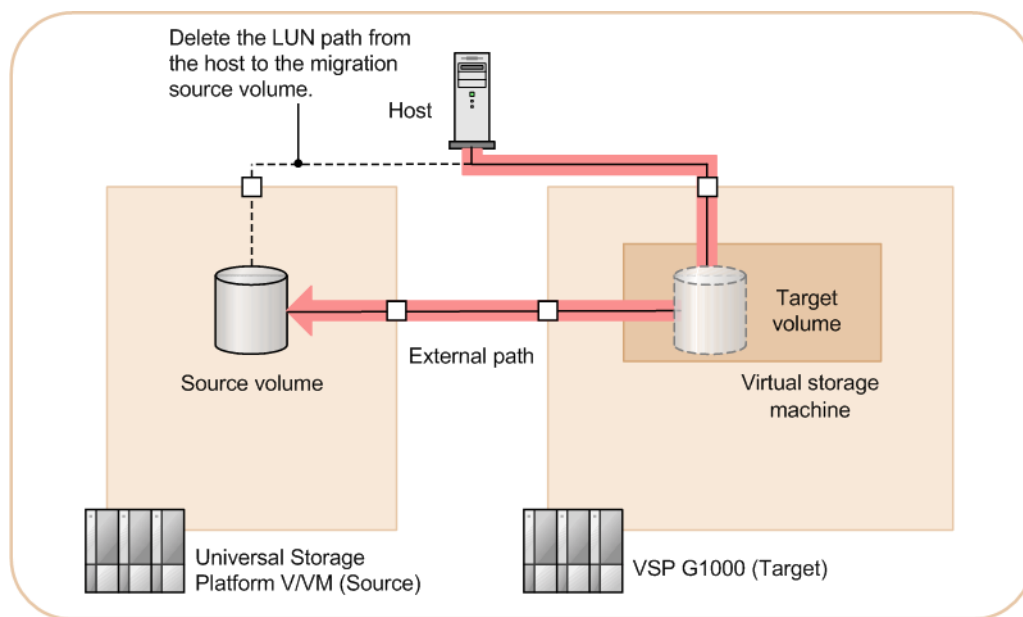 Delete the LUN path from
the host to the migration
source volume.
Host
Target
volume
External path
Source volume
Virtual storage
machine
Universal Storage
Platform V/VM (Source)
VSP G1000 (Target)